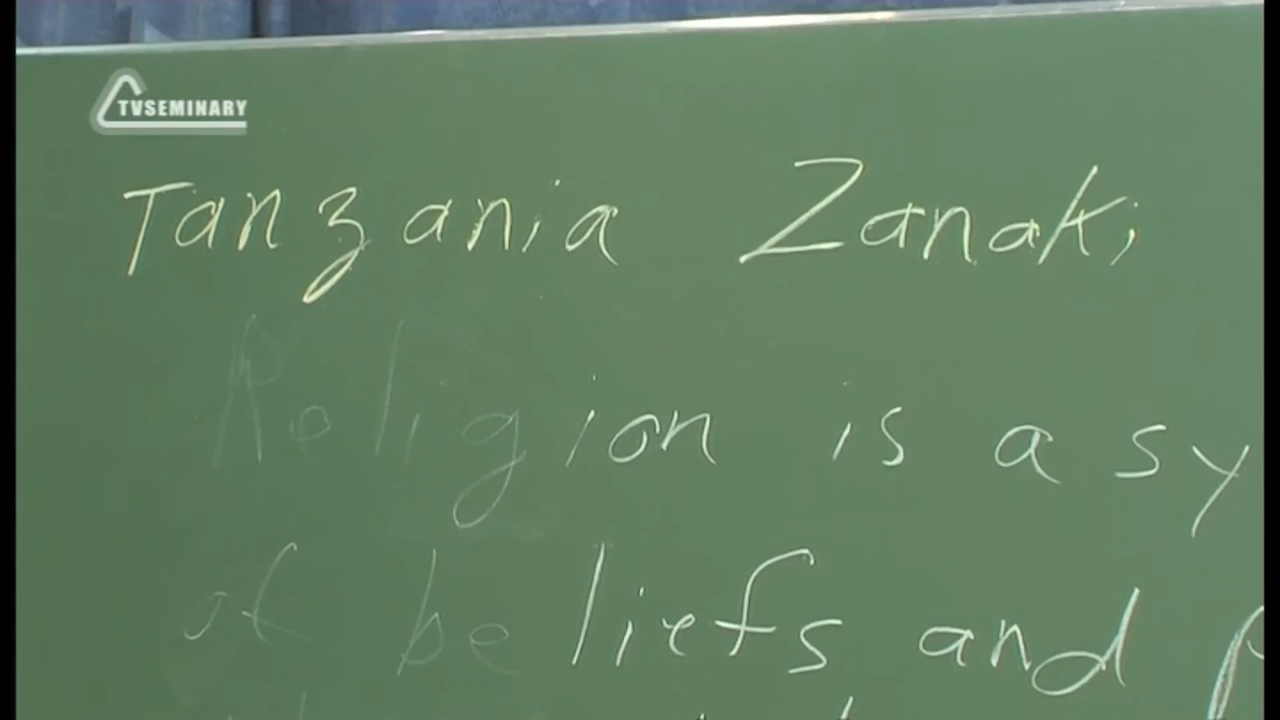 TVSEMINARY
Tanzania Zanaki
Religion is a sy
of beliefs and p